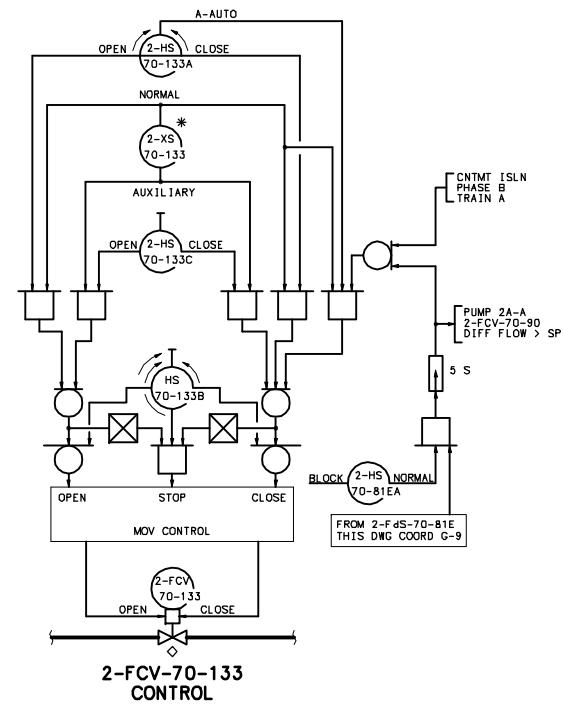 A-AUTO
OPEN
2-HS
70-133A
CLOSE
NORMAL
*
2-XS
70-133
AUXILIARY
OPEN
2-HS
70-133C
CLOSE
CNTMT ISLN
PHASE B
TRAIN A
PUMP 2A-A
2-FCV-70-90
DIFF FLOW > SP
5 S
HS
70-133B
BLOCK
2-HS
70-81EA
NORMAL
OPEN STOP CLOSE
MOV CONTROL
FROM 2-FdS-70-81E
THIS DWG COORD G-9
2-FCV
70-133
OPEN
CLOSE
2-FCV-70-133
CONTROL